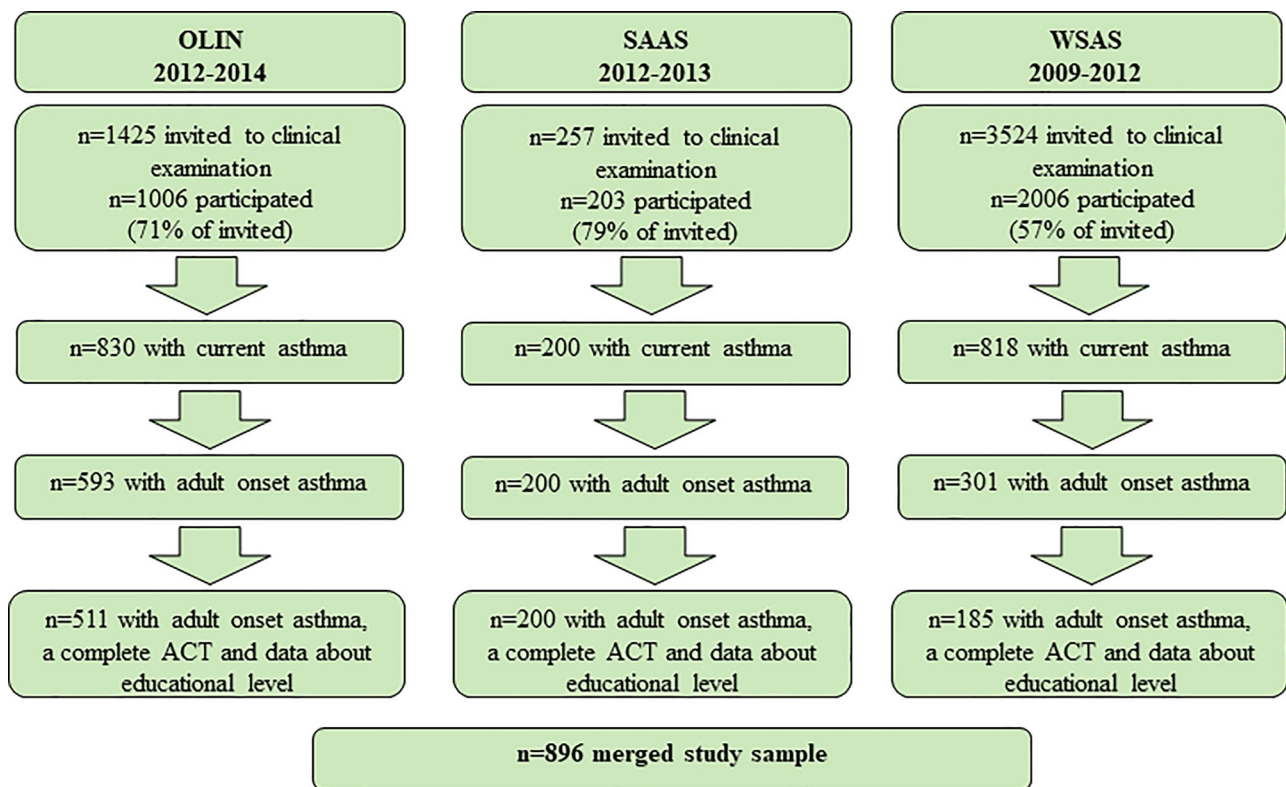 OLIN
2012-2014
n=1425 invited to clinical
examination
n=1006 participated
(71% of invited)
n=830 with current asthma
n=593 with adult onset asthma
n=511 with adult onset asthma,
a complete ACT and data about
educational level
SAAS
2012-2013
n=257 invited to clinical
examination
n=203 participated
(79% of invited)
n=200 with current asthma
n=200 with adult onset asthma
n=200 with adult onset asthma,
a complete ACT and data about
educational level
WSAS
2009-2012
n=3524 invited to clinical
examination
n=2006 participated
(57% of invited)
n=818 with current asthma
n=301 with adult onset asthma
n=185 with adult onset asthma,
a complete ACT and data about
educational level
n=896 merged study sample